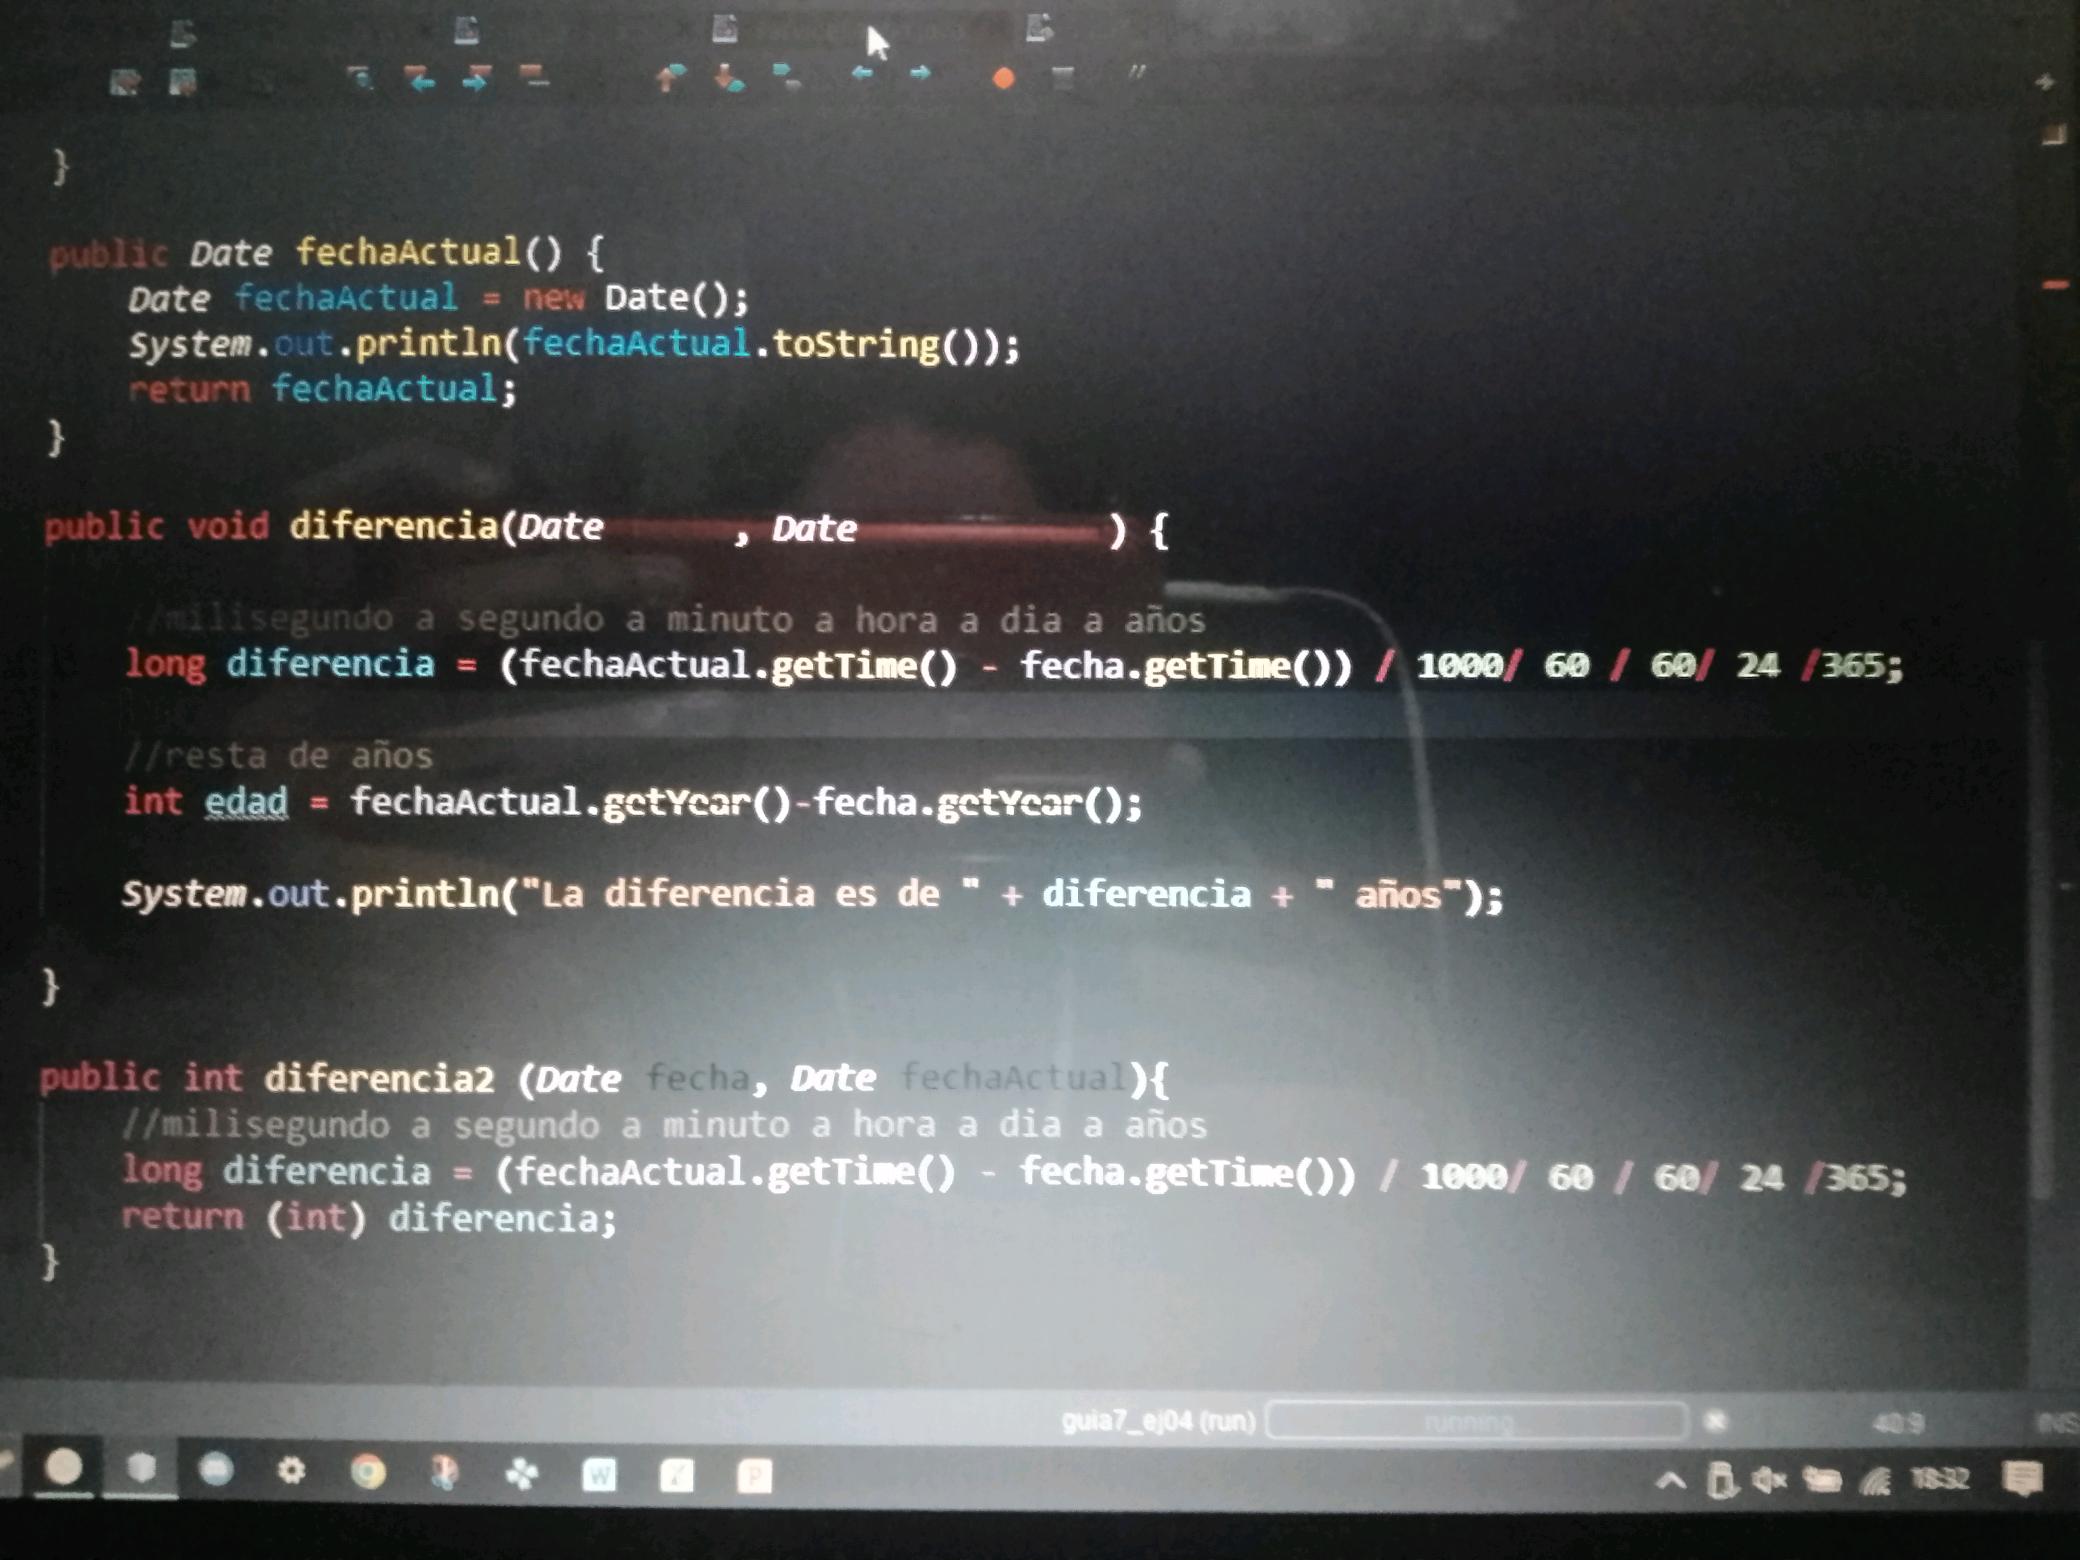 }
public Date fechaActual() {
Date fechaActual = new Date();
System.out.println(fechaActual.toString());
return fechaActual;
}
public void diferencia(Date , Date ) {
//milisegundo a segundo a minuto a hora a dia a años
long diferencia = (fechaActual.getTime() - fecha.getTime()) / 1000/ 60 / 60/ 24 /365;
//resta de años
int edad = fechaActual.getYear()-fecha.getYear();
System.out.println("La diferencia es de " + diferencia + " años");
}
public int diferencia2 (Date fecha, Date fechaActual){
//milisegundo a segundo a minuto a hora a dia a años
long diferencia = (fechaActual.getTime() - fecha.getTime()) / 1000/ 60 / 60/ 24 /365;
return (int) diferencia;
}
guia7_ej04 (run) running 40:9 INS
18:32